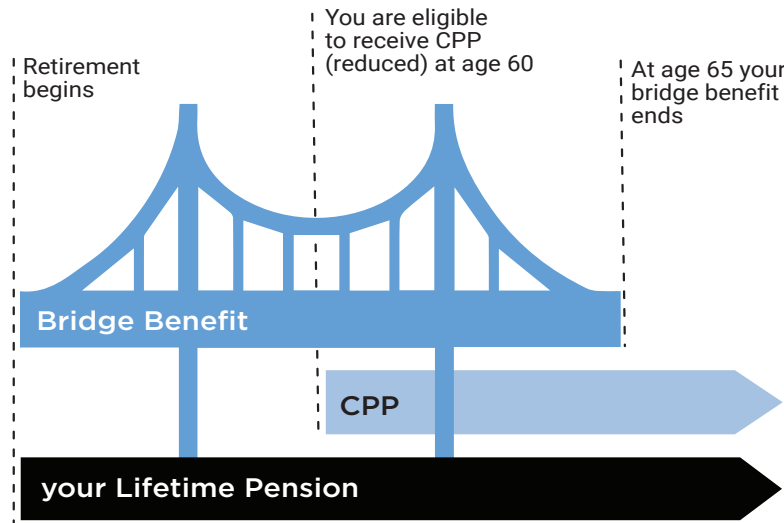 Retirement
begins
You are eligible
to receive CPP
(reduced) at age 60
At age 65 your
bridge benefit
ends
Bridge Benefit
CPP
your Lifetime Pension